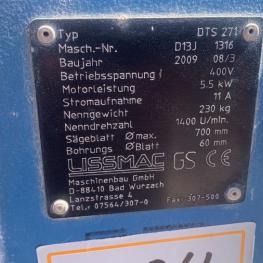 Typ DTS 271
Masch.-Nr. D13J 1316
Baujahr 2009 08/3
Betriebsspannung 400V
Motorleistung 5.5 kW
Stromaufnahme 11 A
Nenngewicht 230 kg
Nenndrehzahl 1400 U/min.
Sägeblatt ø max. 700 mm
Bohrungs ø Blatt 60 mm
LISSMAC GS CE
Maschinenbau GmbH
D-88410 Bad Wurzach
Lanzstrasse 4
Tel.: 07564/307-0 Fax: 307-500